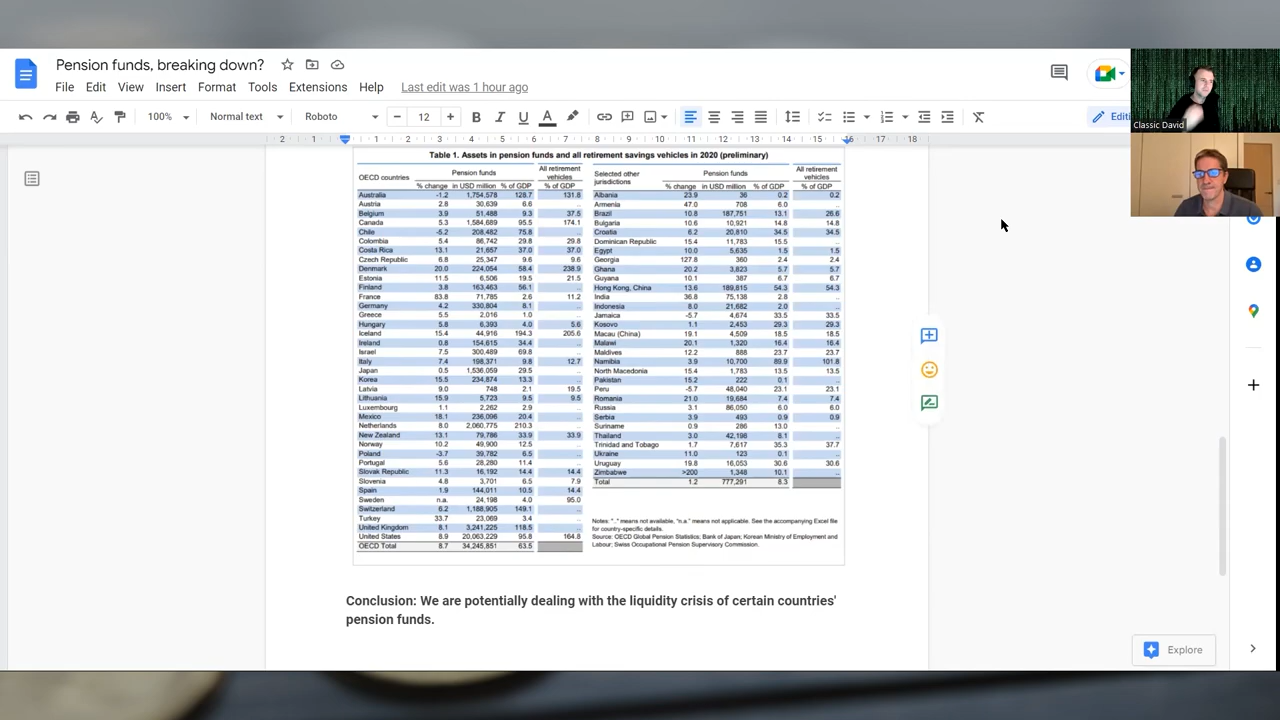 Pension funds, breaking down?
File Edit View Insert Format Tools Extensions Help Last edit was 1 hour ago
100% Normal text Roboto 12 B I U A Editi
Classic David
2 1 1 2 3 4 5 6 7 8 9 10 11 12 13 14 15 16 17 18
Table 1. Assets in pension funds and all retirement savings vehicles in 2020 (preliminary)
OECD countries Pension funds All retirement vehicles
% change in USD million % of GDP % of GDP
Australia -1.2 1,754,578 128.7 131.8
Austria 2.8 30,639 6.6 ..
Belgium 3.9 51,488 9.3 37.5
Canada 5.3 1,584,689 95.5 174.1
Chile -5.2 208,482 75.8 ..
Colombia 5.4 86,742 29.8 29.8
Costa Rica 13.1 21,657 37.0 37.0
Czech Republic 6.8 25,347 9.6 9.6
Denmark 20.0 224,054 58.4 238.9
Estonia 11.5 6,506 19.5 21.5
Finland 3.8 163,463 56.1 ..
France 83.8 71,785 2.6 11.2
Germany 4.2 330,804 8.1 ..
Greece 5.5 2,016 1.0 ..
Hungary 5.8 6,393 4.0 5.6
Iceland 15.4 44,916 194.3 205.6
Ireland 0.8 154,615 34.4 ..
Israel 7.5 300,489 69.8 ..
Italy 7.4 198,371 9.8 12.7
Japan 0.5 1,536,059 29.5 ..
Korea 15.5 234,874 13.3 ..
Latvia 9.0 748 2.1 19.5
Lithuania 15.9 5,723 9.5 9.5
Luxembourg 1.1 2,262 2.9 ..
Mexico 18.1 236,096 20.4 ..
Netherlands 8.0 2,060,775 210.3 ..
New Zealand 13.1 79,786 33.9 33.9
Norway 10.2 49,900 12.5 ..
Poland -3.7 39,782 6.5 ..
Portugal 5.6 28,280 11.4 ..
Slovak Republic 11.3 16,192 14.4 14.4
Slovenia 4.8 3,701 6.5 7.9
Spain 1.9 144,011 10.5 14.4
Sweden n.a. 24,198 4.0 95.0
Switzerland 6.2 1,188,905 149.1 ..
Turkey 33.7 23,069 3.4 ..
United Kingdom 8.1 3,241,225 118.5 ..
United States 8.9 20,063,229 95.8 164.8
OECD Total 8.7 34,245,851 63.5
Selected other jurisdictions Pension funds All retirement vehicles
% change in USD million % of GDP % of GDP
Albania 23.9 36 0.2 0.2
Armenia 47.0 708 6.0 ..
Brazil 10.8 187,751 13.1 26.6
Bulgaria 10.6 10,921 14.8 14.8
Croatia 6.2 20,810 34.5 34.5
Dominican Republic 15.4 11,783 15.5 ..
Egypt 10.0 5,635 1.5 1.5
Georgia 127.8 360 2.4 2.4
Ghana 20.2 3,823 5.7 5.7
Guyana 10.1 387 6.7 6.7
Hong Kong, China 13.6 189,815 54.3 54.3
India 36.8 75,138 2.8 ..
Indonesia 8.0 21,682 2.0 ..
Jamaica -5.7 4,674 33.5 33.5
Kosovo 1.1 2,453 29.3 29.3
Macau (China) 19.1 4,509 18.5 18.5
Malawi 20.1 1,320 16.4 16.4
Maldives 12.2 888 23.7 23.7
Namibia 3.9 10,700 89.9 101.8
North Macedonia 15.4 1,783 13.5 13.5
Pakistan 15.2 222 0.1 ..
Peru -5.7 48,040 23.1 23.1
Romania 21.0 19,684 7.4 7.4
Russia 3.1 86,050 6.0 6.0
Serbia 3.9 493 0.9 0.9
Suriname 0.9 286 13.0 ..
Thailand 3.0 42,198 8.1 ..
Trinidad and Tobago 1.7 7,617 35.3 37.7
Ukraine 11.0 123 0.1 ..
Uruguay 19.8 16,053 30.6 30.6
Zimbabwe >200 1,348 10.1 ..
Total 1.2 777,291 8.3
Notes: ".." means not available, "n.a." means not applicable. See the accompanying Excel file
for country-specific details.
Source: OECD Global Pension Statistics; Bank of Japan; Korean Ministry of Employment and
Labour; Swiss Occupational Pension Supervisory Commission.
Conclusion: We are potentially dealing with the liquidity crisis of certain countries'
pension funds.
Explore